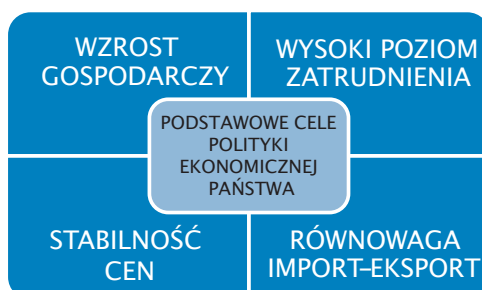 WZROST
GOSPODARCZY
WYSOKI POZIOM
ZATRUDNIENIA
PODSTAWOWE CELE
POLITYKI
EKONOMICZNEJ
PAŃSTWA
STABILNOŚĆ
CEN
RÓWNOWAGA
IMPORT–EKSPORT